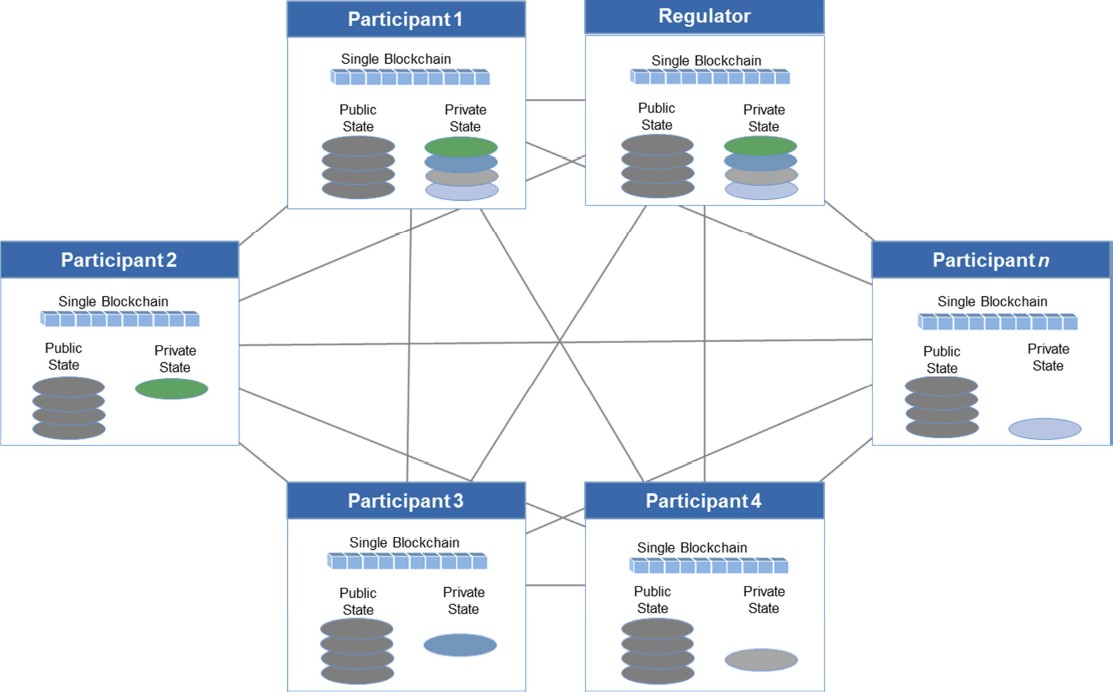 Participant 1
Single Blockchain
Public
State
Private
State
Regulator
Single Blockchain
Public
State
Private
State
Participant 2
Single Blockchain
Public
State
Private
State
Participant n
Single Blockchain
Public
State
Private
State
Participant 3
Single Blockchain
Public
State
Private
State
Participant 4
Single Blockchain
Public
State
Private
State